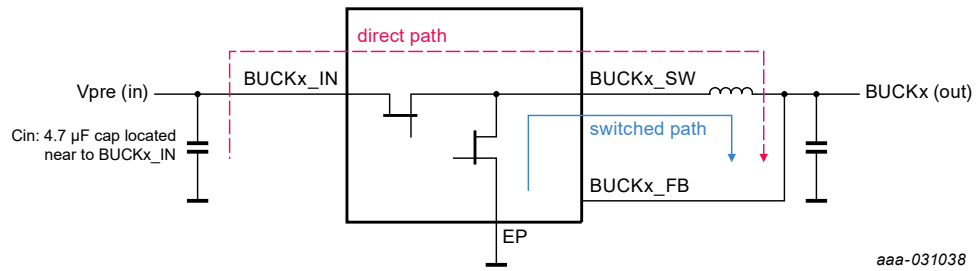 direct path
BUCKx_IN
BUCKx_SW
Vpre (in)
BUCKx (out)
Cin: 4.7 µF cap located
near to BUCKx_IN
switched path
BUCKx_FB
EP
aaa-031038